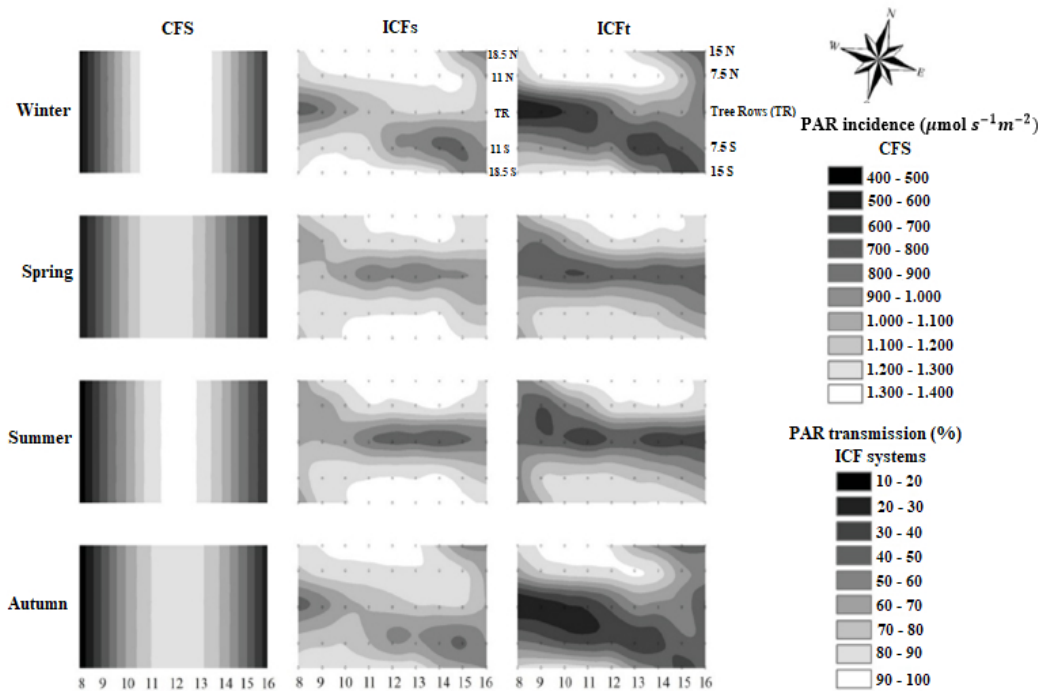 CFS ICFs ICFt
Winter
18.5 N
11 N
TR
11 S
18.5 S
15 N
7.5 N
Tree Rows (TR)
7.5 S
15 S
Spring
Summer
Autumn
8 9 10 11 12 13 14 15 16
8 9 10 11 12 13 14 15 16
8 9 10 11 12 13 14 15 16
N
W
E
PAR incidence (μmol s⁻¹m⁻²)
CFS
400 - 500
500 - 600
600 - 700
700 - 800
800 - 900
900 - 1.000
1.000 - 1.100
1.100 - 1.200
1.200 - 1.300
1.300 - 1.400
PAR transmission (%)
ICF systems
10 - 20
20 - 30
30 - 40
40 - 50
50 - 60
60 - 70
70 - 80
80 - 90
90 - 100